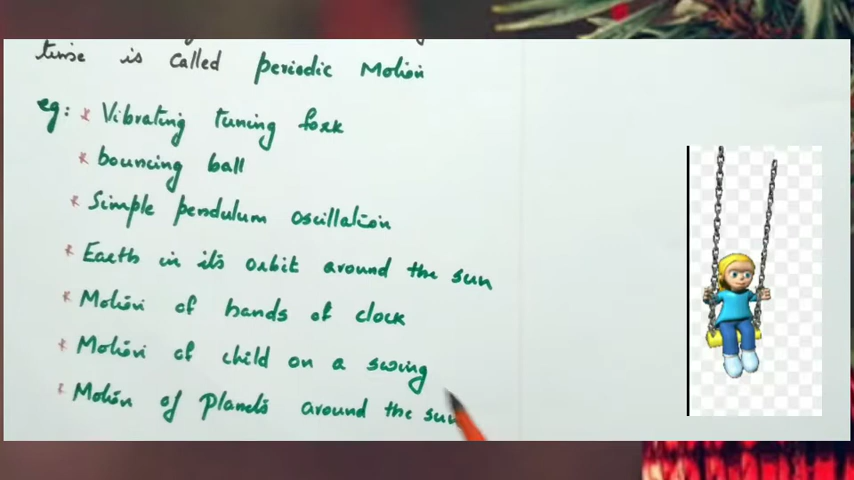 time is called periodic Motion
eg: * Vibrating tuning fork
* bouncing ball
* Simple pendulum oscillation
* Earth in its orbit around the sun
* Motion of hands of clock
* Motion of child on a swing
* Motion of Planets around the sun